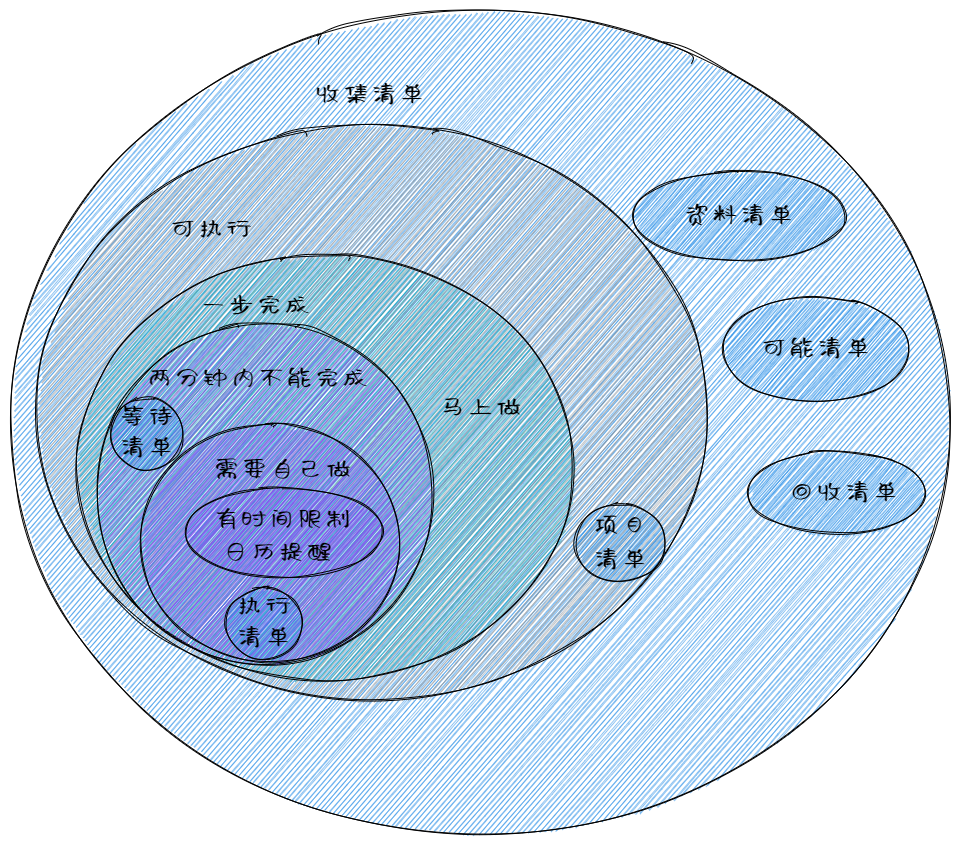 收集清单
资料清单
可执行
一步完成
可能清单
两分钟内不能完成
马上做
等待
清单
需要自己做
回收清单
有时间限制
日历提醒
项目
清单
执行
清单